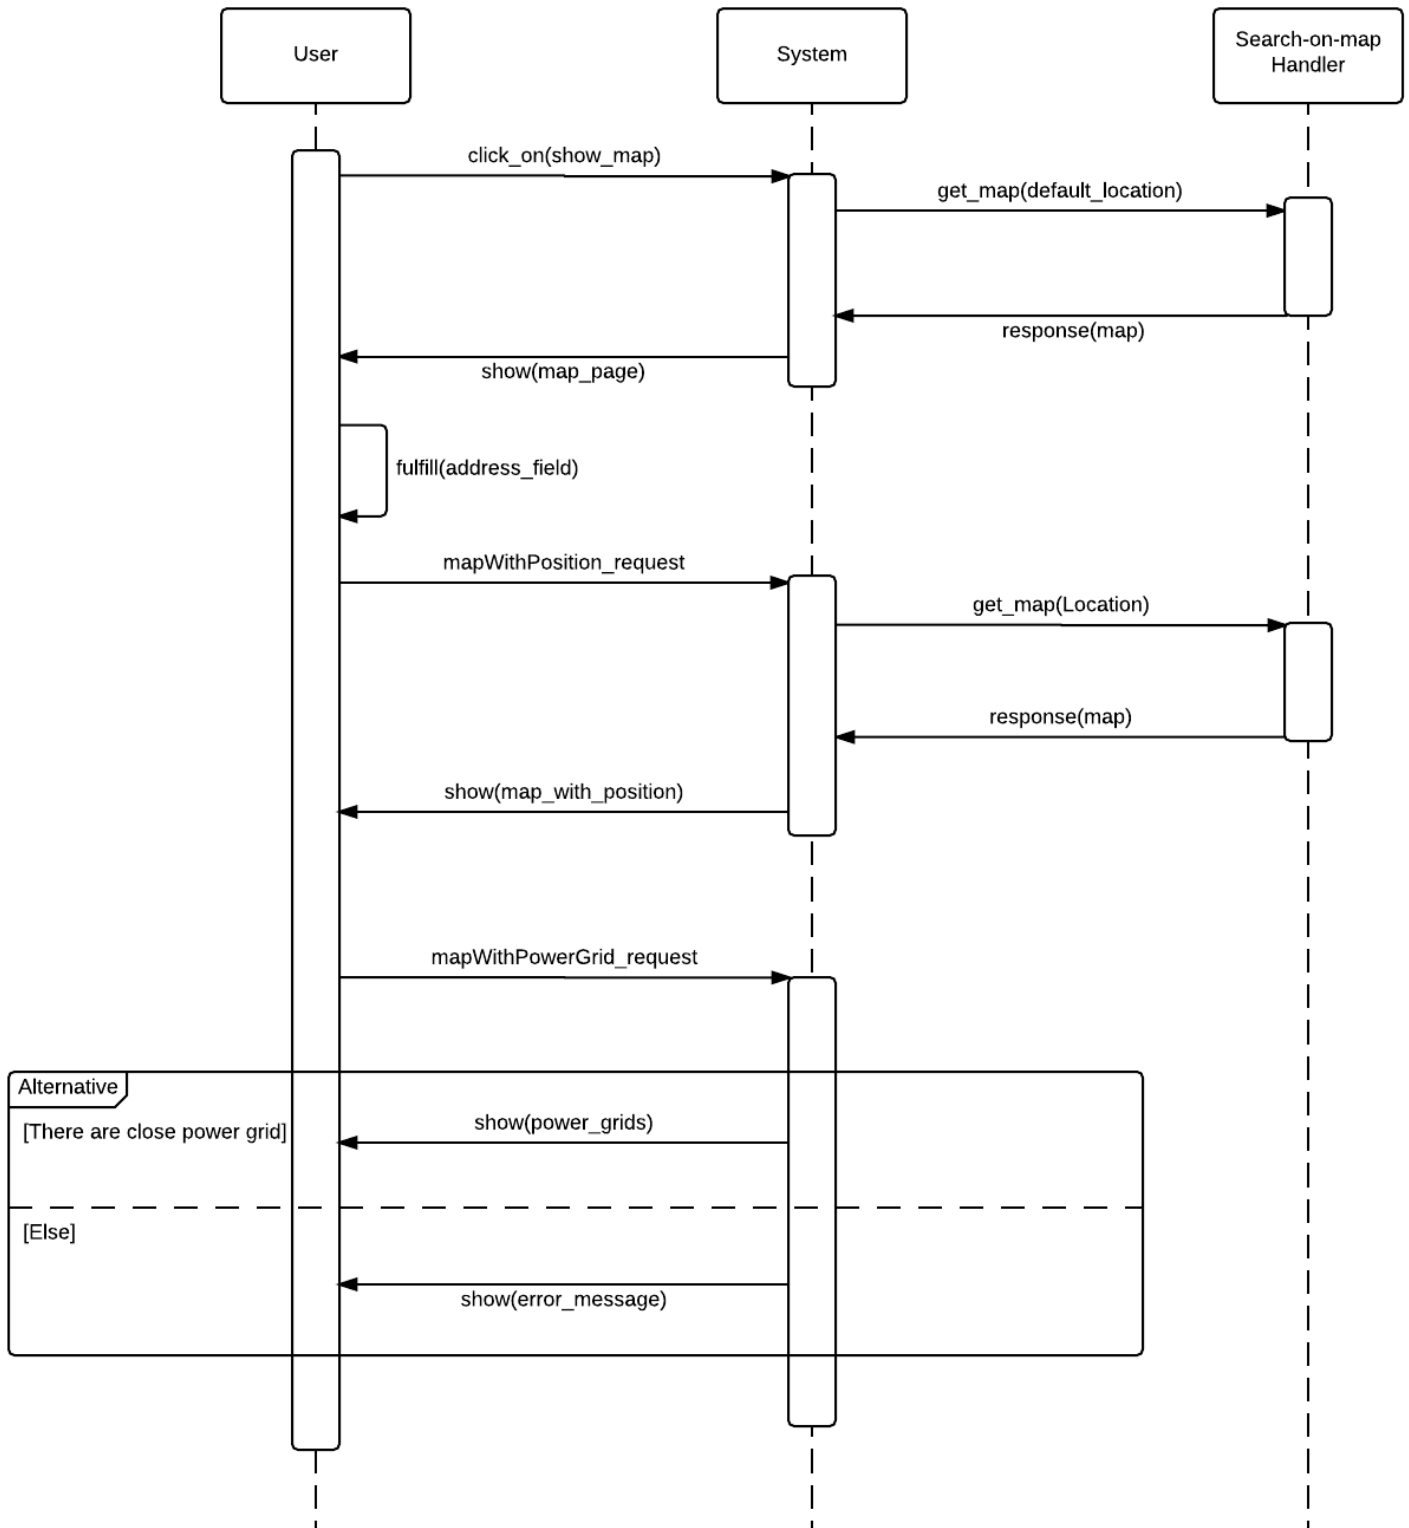 User
System
Search-on-map
Handler
click_on(show_map)
get_map(default_location)
response(map)
show(map_page)
fulfill(address_field)
mapWithPosition_request
get_map(Location)
response(map)
show(map_with_position)
mapWithPowerGrid_request
Alternative
[There are close power grid]
show(power_grids)
[Else]
show(error_message)